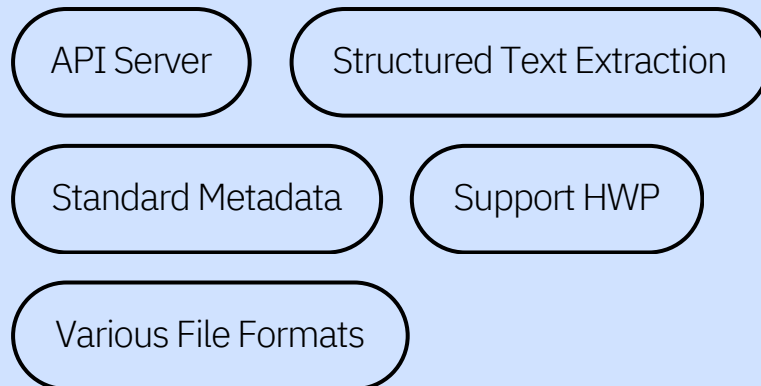 API Server
Structured Text Extraction
Standard Metadata
Support HWP
Various File Formats